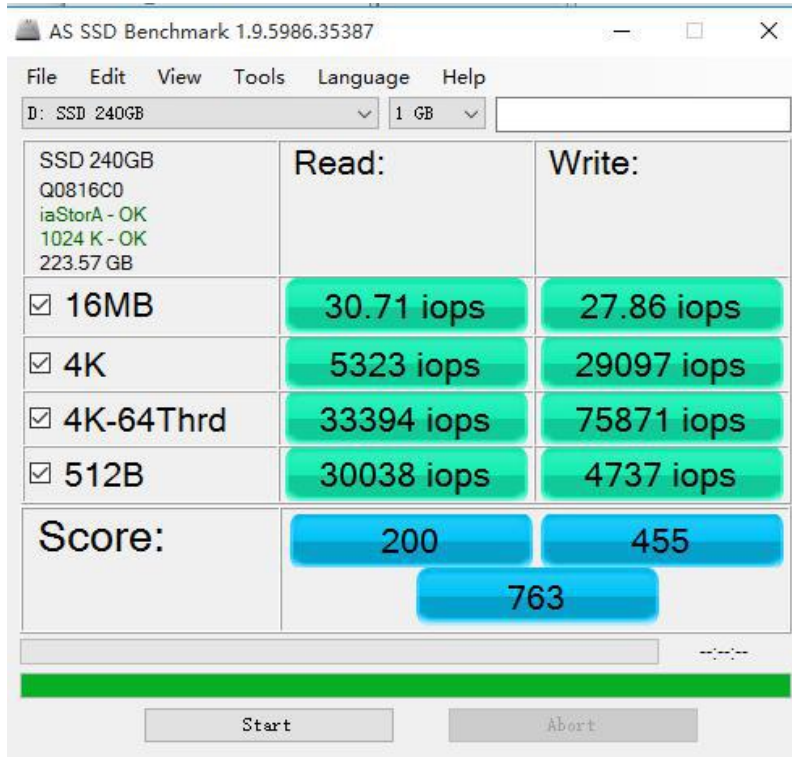 AS SSD Benchmark 1.9.5986.35387
File Edit View Tools Language Help
D: SSD 240GB 1 GB
SSD 240GB
Q0816C0
iaStorA - OK
1024 K - OK
223.57 GB
Read: Write:
16MB 30.71 iops 27.86 iops
4K 5323 iops 29097 iops
4K-64Thrd 33394 iops 75871 iops
512B 30038 iops 4737 iops
Score: 200 455
763
--:--:--
Start Abort